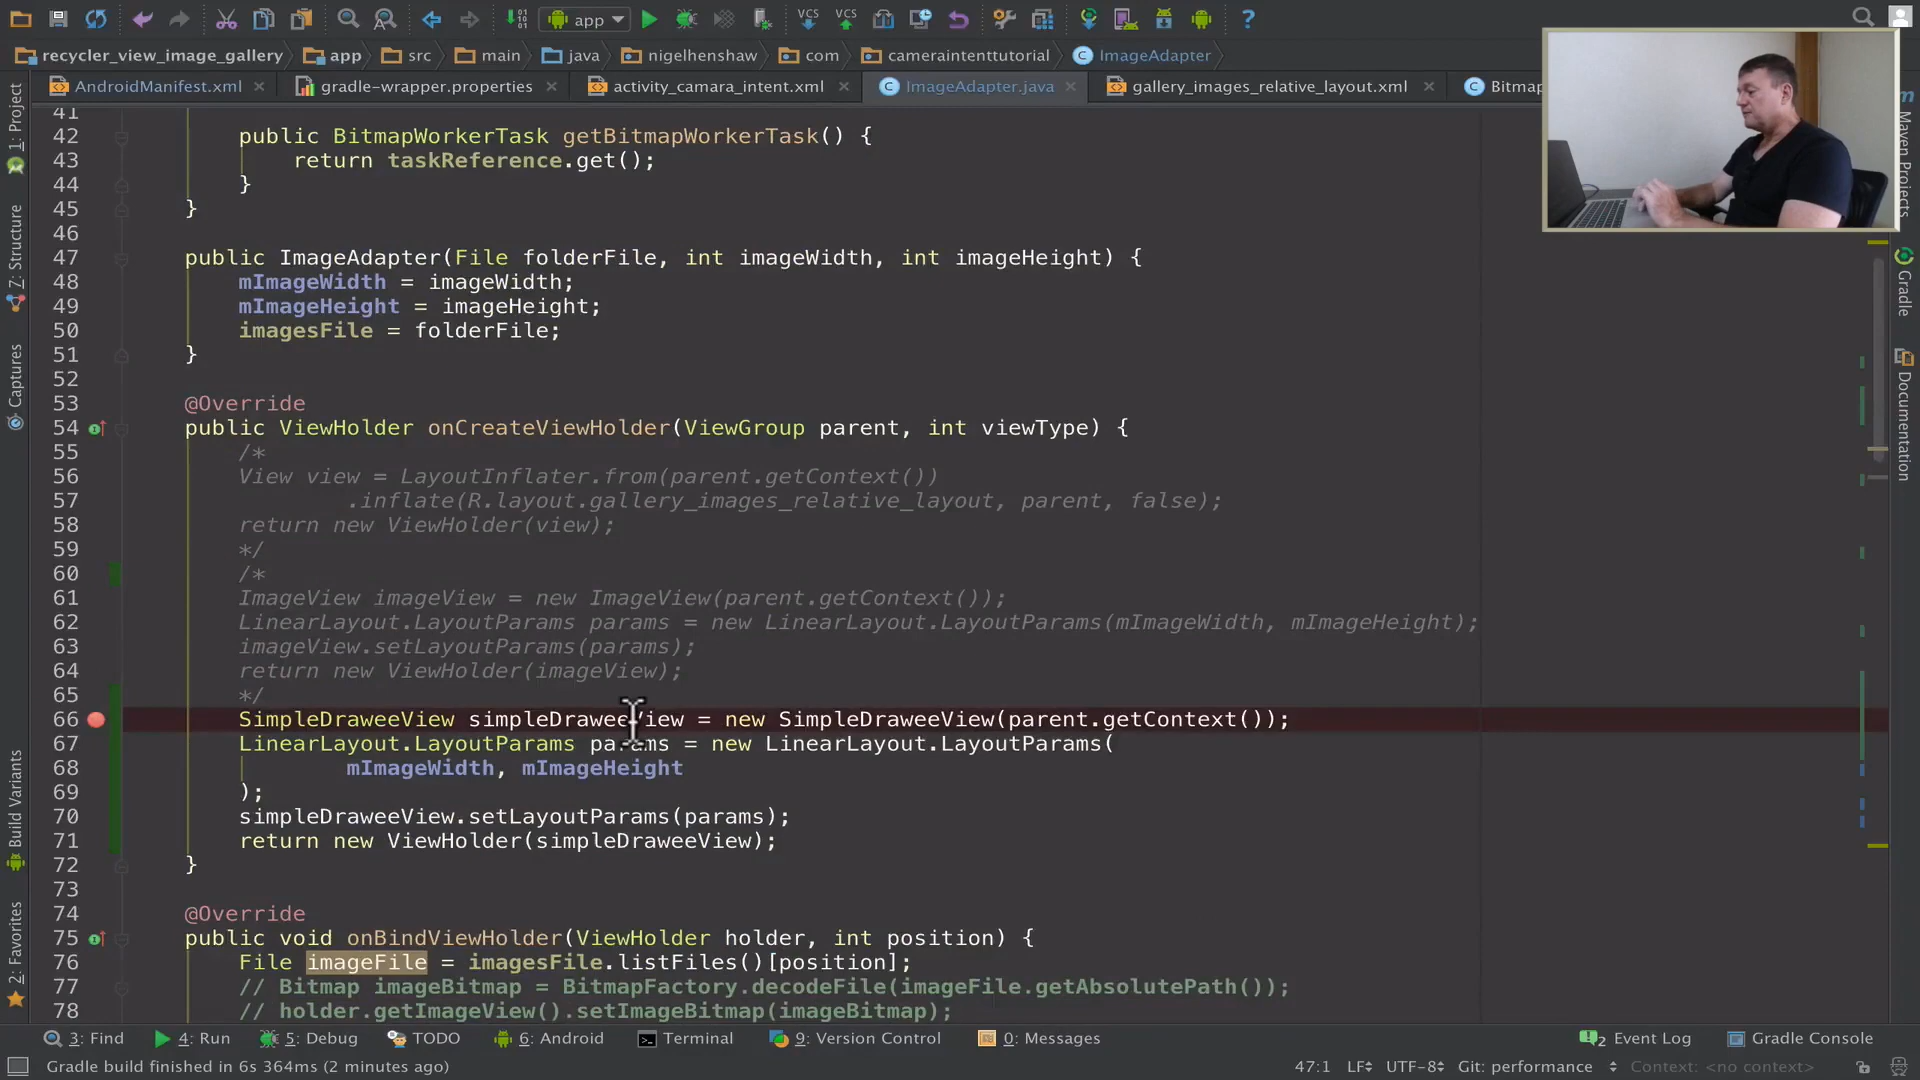 app
recycler_view_image_gallery app src main java nigelhenshaw com cameraintenttutorial ImageAdapter
AndroidManifest.xml gradle-wrapper.properties activity_camara_intent.xml ImageAdapter.java gallery_images_relative_layout.xml Bitmap
1: Project
7: Structure
Captures
Build Variants
2: Favorites
41
42 public BitmapWorkerTask getBitmapWorkerTask() {
43 return taskReference.get();
44 }
45 }
46
47 public ImageAdapter(File folderFile, int imageWidth, int imageHeight) {
48 mImageWidth = imageWidth;
49 mImageHeight = imageHeight;
50 imagesFile = folderFile;
51 }
52
53 @Override
54 public ViewHolder onCreateViewHolder(ViewGroup parent, int viewType) {
55 /*
56 View view = LayoutInflater.from(parent.getContext())
57 .inflate(R.layout.gallery_images_relative_layout, parent, false);
58 return new ViewHolder(view);
59 */
60 /*
61 ImageView imageView = new ImageView(parent.getContext());
62 LinearLayout.LayoutParams params = new LinearLayout.LayoutParams(mImageWidth, mImageHeight);
63 imageView.setLayoutParams(params);
64 return new ViewHolder(imageView);
65 */
66 SimpleDraweeView simpleDraweeView = new SimpleDraweeView(parent.getContext());
67 LinearLayout.LayoutParams params = new LinearLayout.LayoutParams(
68 mImageWidth, mImageHeight
69 );
70 simpleDraweeView.setLayoutParams(params);
71 return new ViewHolder(simpleDraweeView);
72 }
73
74 @Override
75 public void onBindViewHolder(ViewHolder holder, int position) {
76 File imageFile = imagesFile.listFiles()[position];
77 // Bitmap imageBitmap = BitmapFactory.decodeFile(imageFile.getAbsolutePath());
78 // holder.getImageView().setImageBitmap(imageBitmap);
Maven Projects
Gradle
Documentation
3: Find 4: Run 5: Debug TODO 6: Android Terminal 9: Version Control 0: Messages 2 Event Log Gradle Console
Gradle build finished in 6s 364ms (2 minutes ago) 47:1 LF UTF-8 Git: performance Context: <no context>